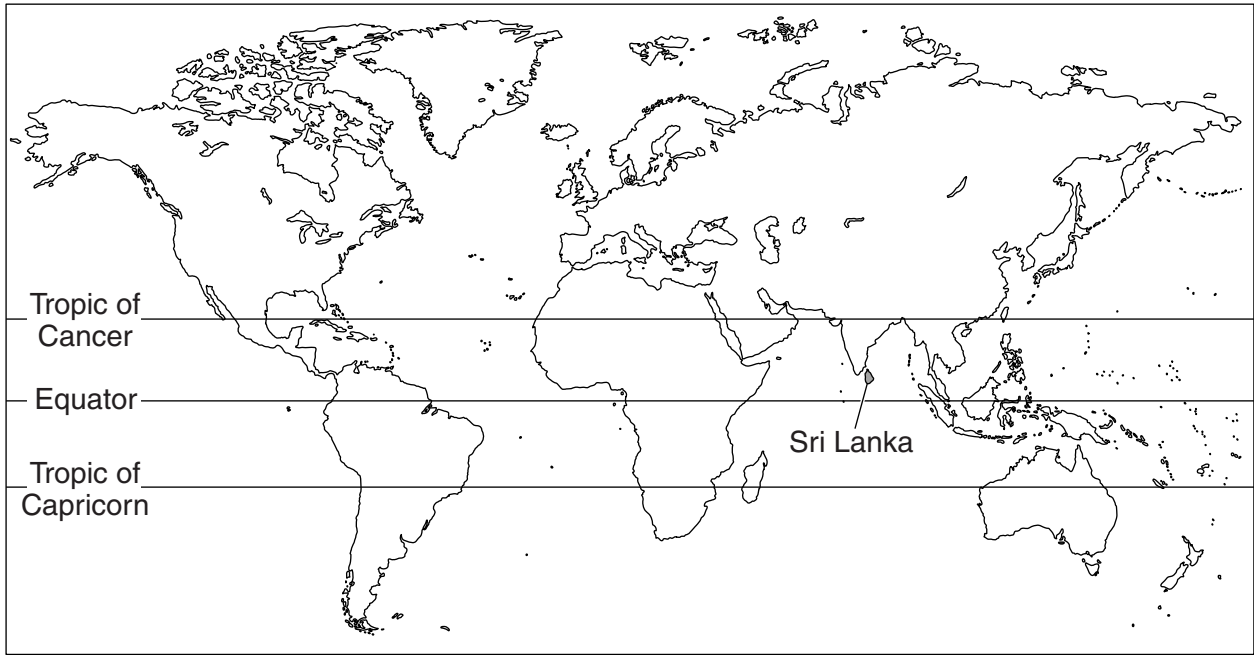 Tropic of
Cancer
Equator
Sri Lanka
Tropic of
Capricorn